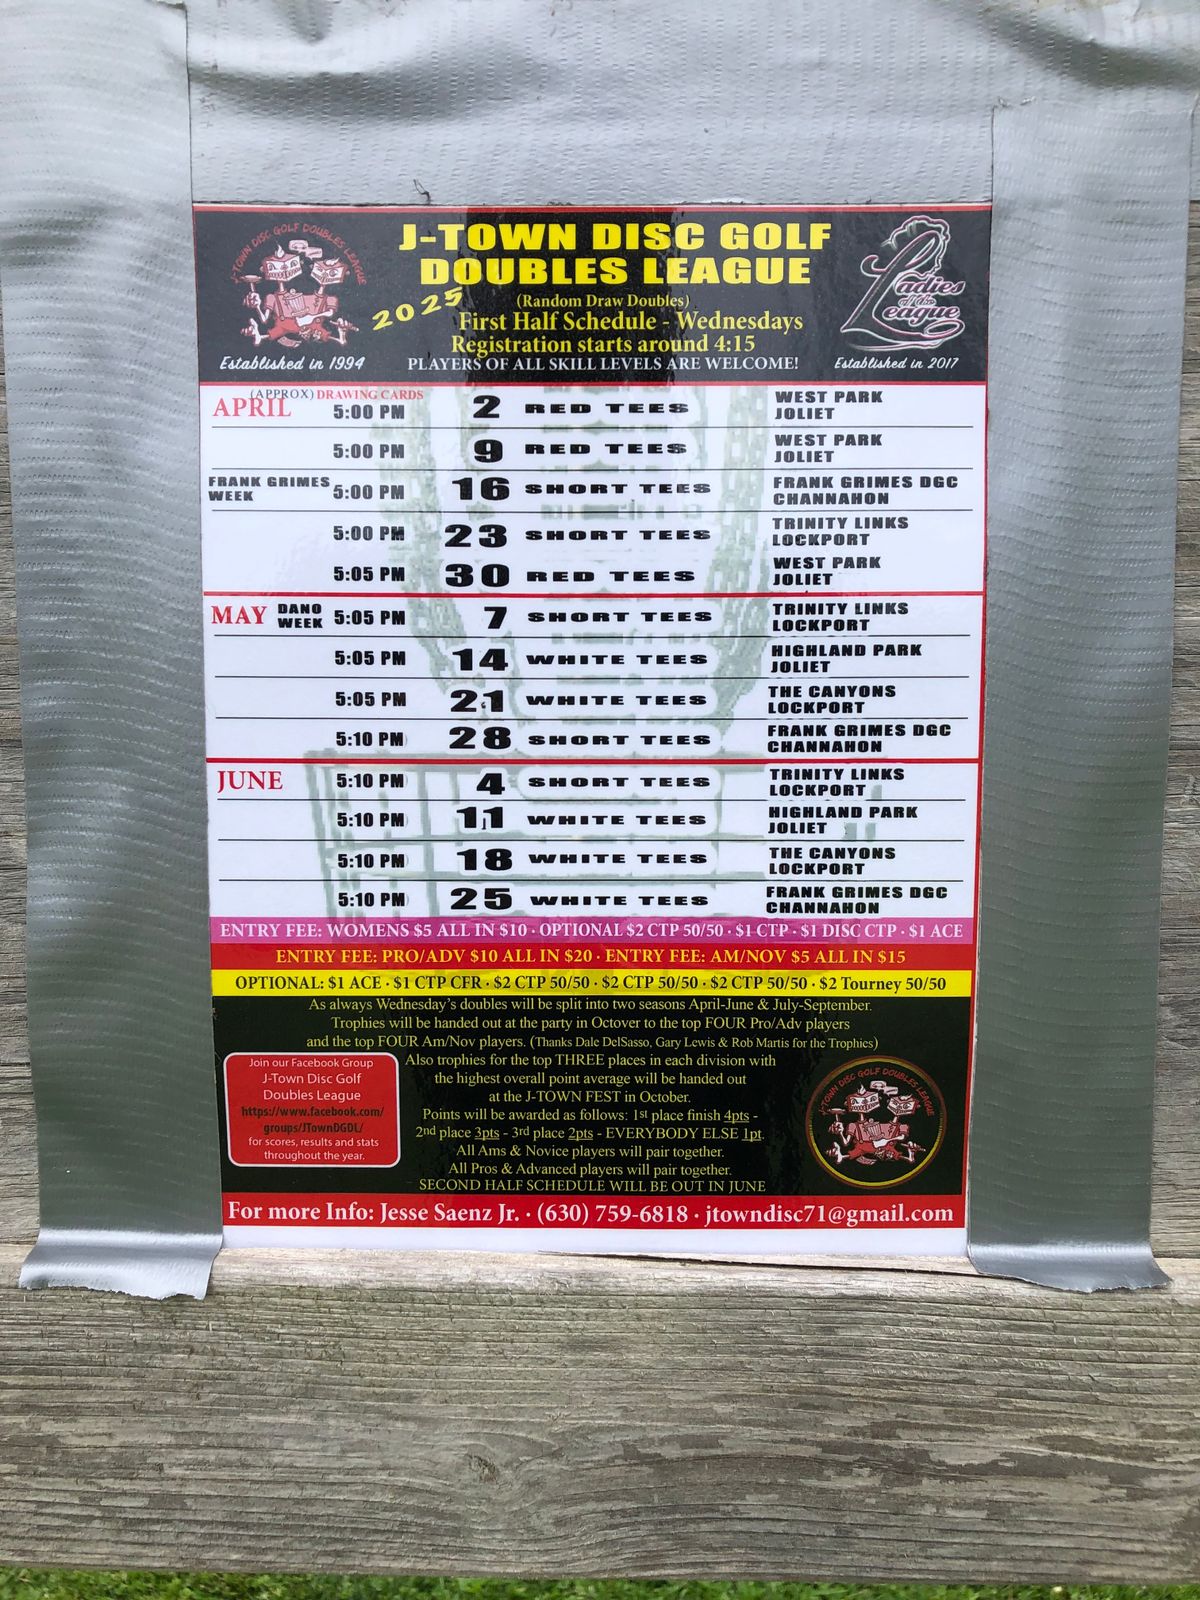 J-TOWN DISC GOLF DOUBLES LEAGUE
Established in 1994
J-TOWN DISC GOLF
DOUBLES LEAGUE
2025
(Random Draw Doubles)
First Half Schedule - Wednesdays
Registration starts around 4:15
PLAYERS OF ALL SKILL LEVELS ARE WELCOME!
Ladies
of the
League
Established in 2017
(APPROX) DRAWING CARDS
APRIL 5:00 PM 2 RED TEES WEST PARK JOLIET
5:00 PM 9 RED TEES WEST PARK JOLIET
FRANK GRIMES WEEK 5:00 PM 16 SHORT TEES FRANK GRIMES DGC CHANNAHON
5:00 PM 23 SHORT TEES TRINITY LINKS LOCKPORT
5:05 PM 30 RED TEES WEST PARK JOLIET
MAY DANO WEEK 5:05 PM 7 SHORT TEES TRINITY LINKS LOCKPORT
5:05 PM 14 WHITE TEES HIGHLAND PARK JOLIET
5:05 PM 21 WHITE TEES THE CANYONS LOCKPORT
5:10 PM 28 SHORT TEES FRANK GRIMES DGC CHANNAHON
JUNE 5:10 PM 4 SHORT TEES TRINITY LINKS LOCKPORT
5:10 PM 11 WHITE TEES HIGHLAND PARK JOLIET
5:10 PM 18 WHITE TEES THE CANYONS LOCKPORT
5:10 PM 25 WHITE TEES FRANK GRIMES DGC CHANNAHON
ENTRY FEE: WOMENS $5 ALL IN $10 · OPTIONAL $2 CTP 50/50 · $1 CTP · $1 DISC CTP · $1 ACE
ENTRY FEE: PRO/ADV $10 ALL IN $20 · ENTRY FEE: AM/NOV $5 ALL IN $15
OPTIONAL: $1 ACE · $1 CTP CFR · $2 CTP 50/50 · $2 CTP 50/50 · $2 CTP 50/50 · $2 Tourney 50/50
As always Wednesday's doubles will be split into two seasons April-June & July-September.
Trophies will be handed out at the party in Octover to the top FOUR Pro/Adv players
and the top FOUR Am/Nov players. (Thanks Dale DelSasso, Gary Lewis & Rob Martis for the Trophies)
Also trophies for the top THREE places in each division with
the highest overall point average will be handed out
at the J-TOWN FEST in October.
Points will be awarded as follows: 1st place finish 4pts -
2nd place 3pts - 3rd place 2pts - EVERYBODY ELSE 1pt.
All Ams & Novice players will pair together.
All Pros & Advanced players will pair together.
SECOND HALF SCHEDULE WILL BE OUT IN JUNE
Join our Facebook Group
J-Town Disc Golf
Doubles League
https://www.facebook.com/
groups/JTownDGDL/
for scores, results and stats
throughout the year.
J-TOWN DISC GOLF DOUBLES LEAGUE
For more Info: Jesse Saenz Jr. · (630) 759-6818 · jtowndisc71@gmail.com